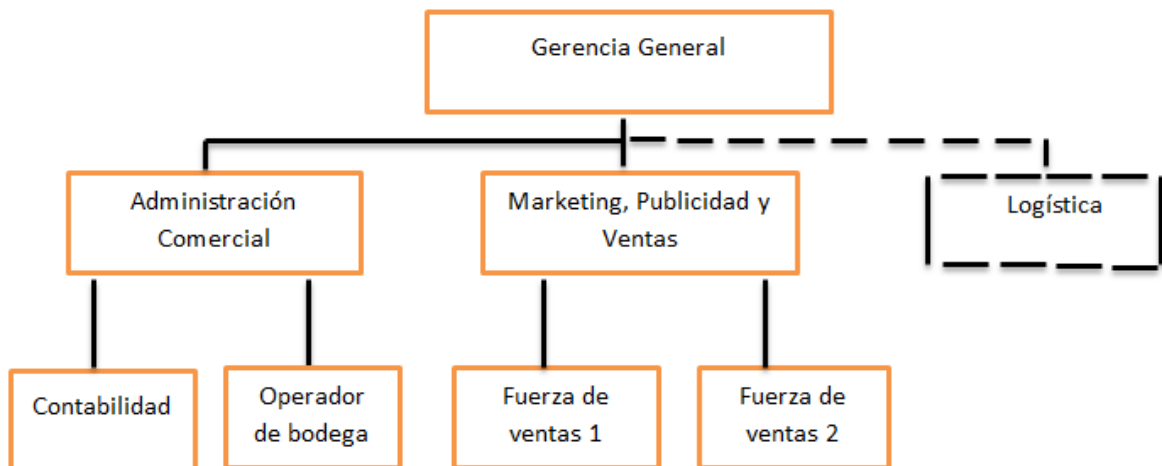 Gerencia General
Administración
Comercial
Marketing, Publicidad y
Ventas
Logística
Contabilidad
Operador
de bodega
Fuerza de
ventas 1
Fuerza de
ventas 2